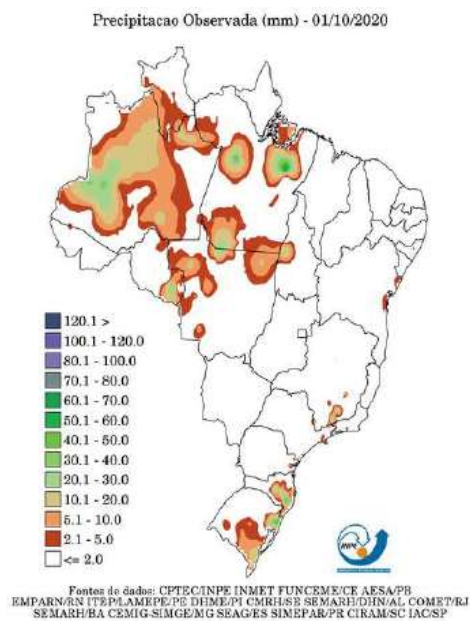 Precipitacao Observada (mm) - 01/10/2020
120.1 >
100.1 - 120.0
80.1 - 100.0
70.1 - 80.0
60.1 - 70.0
50.1 - 60.0
40.1 - 50.0
30.1 - 40.0
20.1 - 30.0
10.1 - 20.0
5.1 - 10.0
2.1 - 5.0
<= 2.0
INPE
Fontes de dados: CPTEC/INPE INMET FUNCEME/CE AESA/PB
EMPARN/RN ITEP/LAMEPE/PE DHME/PI CMRH/SE SEMARH/DHN/AL COMET/RJ
SEMARH/BA CEMIG-SIMGE/MG SEAG/ES SIMEPAR/PR CIRAM/SC IAC/SP